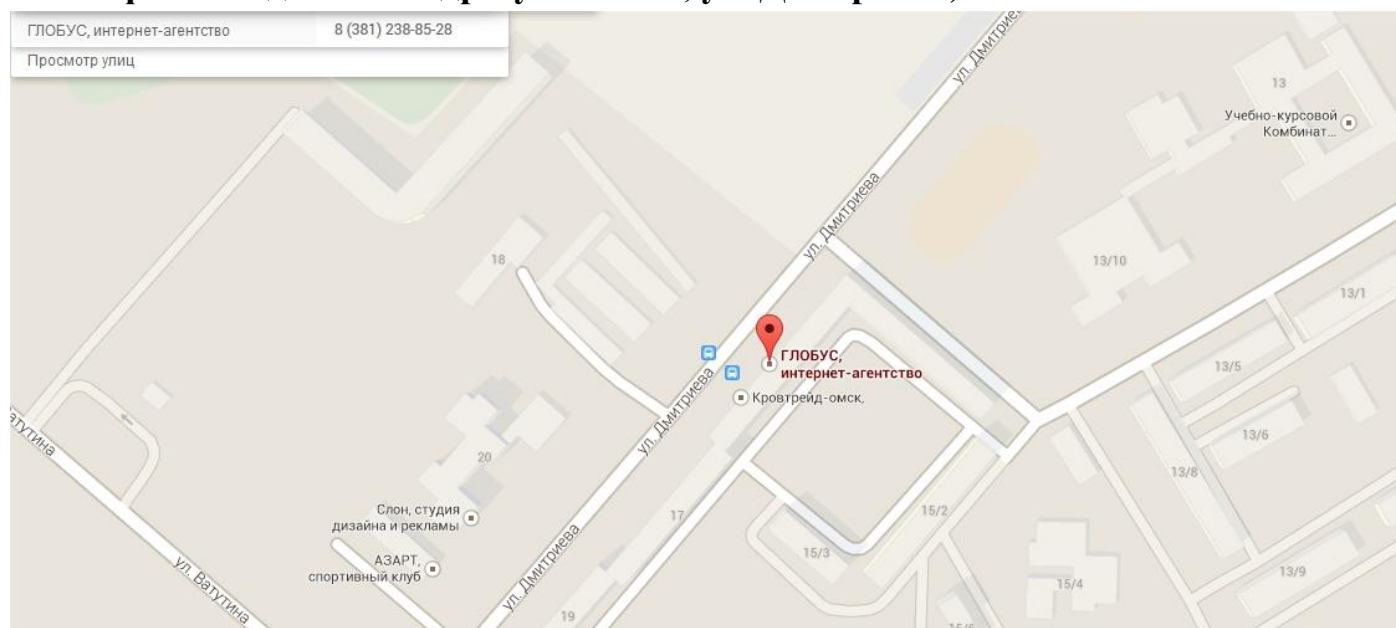 ГЛОБУС, интернет-агентство 8 (381) 238-85-28
Просмотр улиц
ул. Дмитриева
13
Учебно-курсовой
Комбинат...
ул. Дмитриева
18
13/10
13/1
ГЛОБУС,
интернет-агентство
13/5
Кровтрейд-омск,
ул. Дмитриева
13/6
20
13/8
Слон, студия
дизайна и рекламы
17
15/2
АЗАРТ,
спортивный клуб
15/3
ул. Ватутина
ул. Дмитриева
15/4
13/9
19